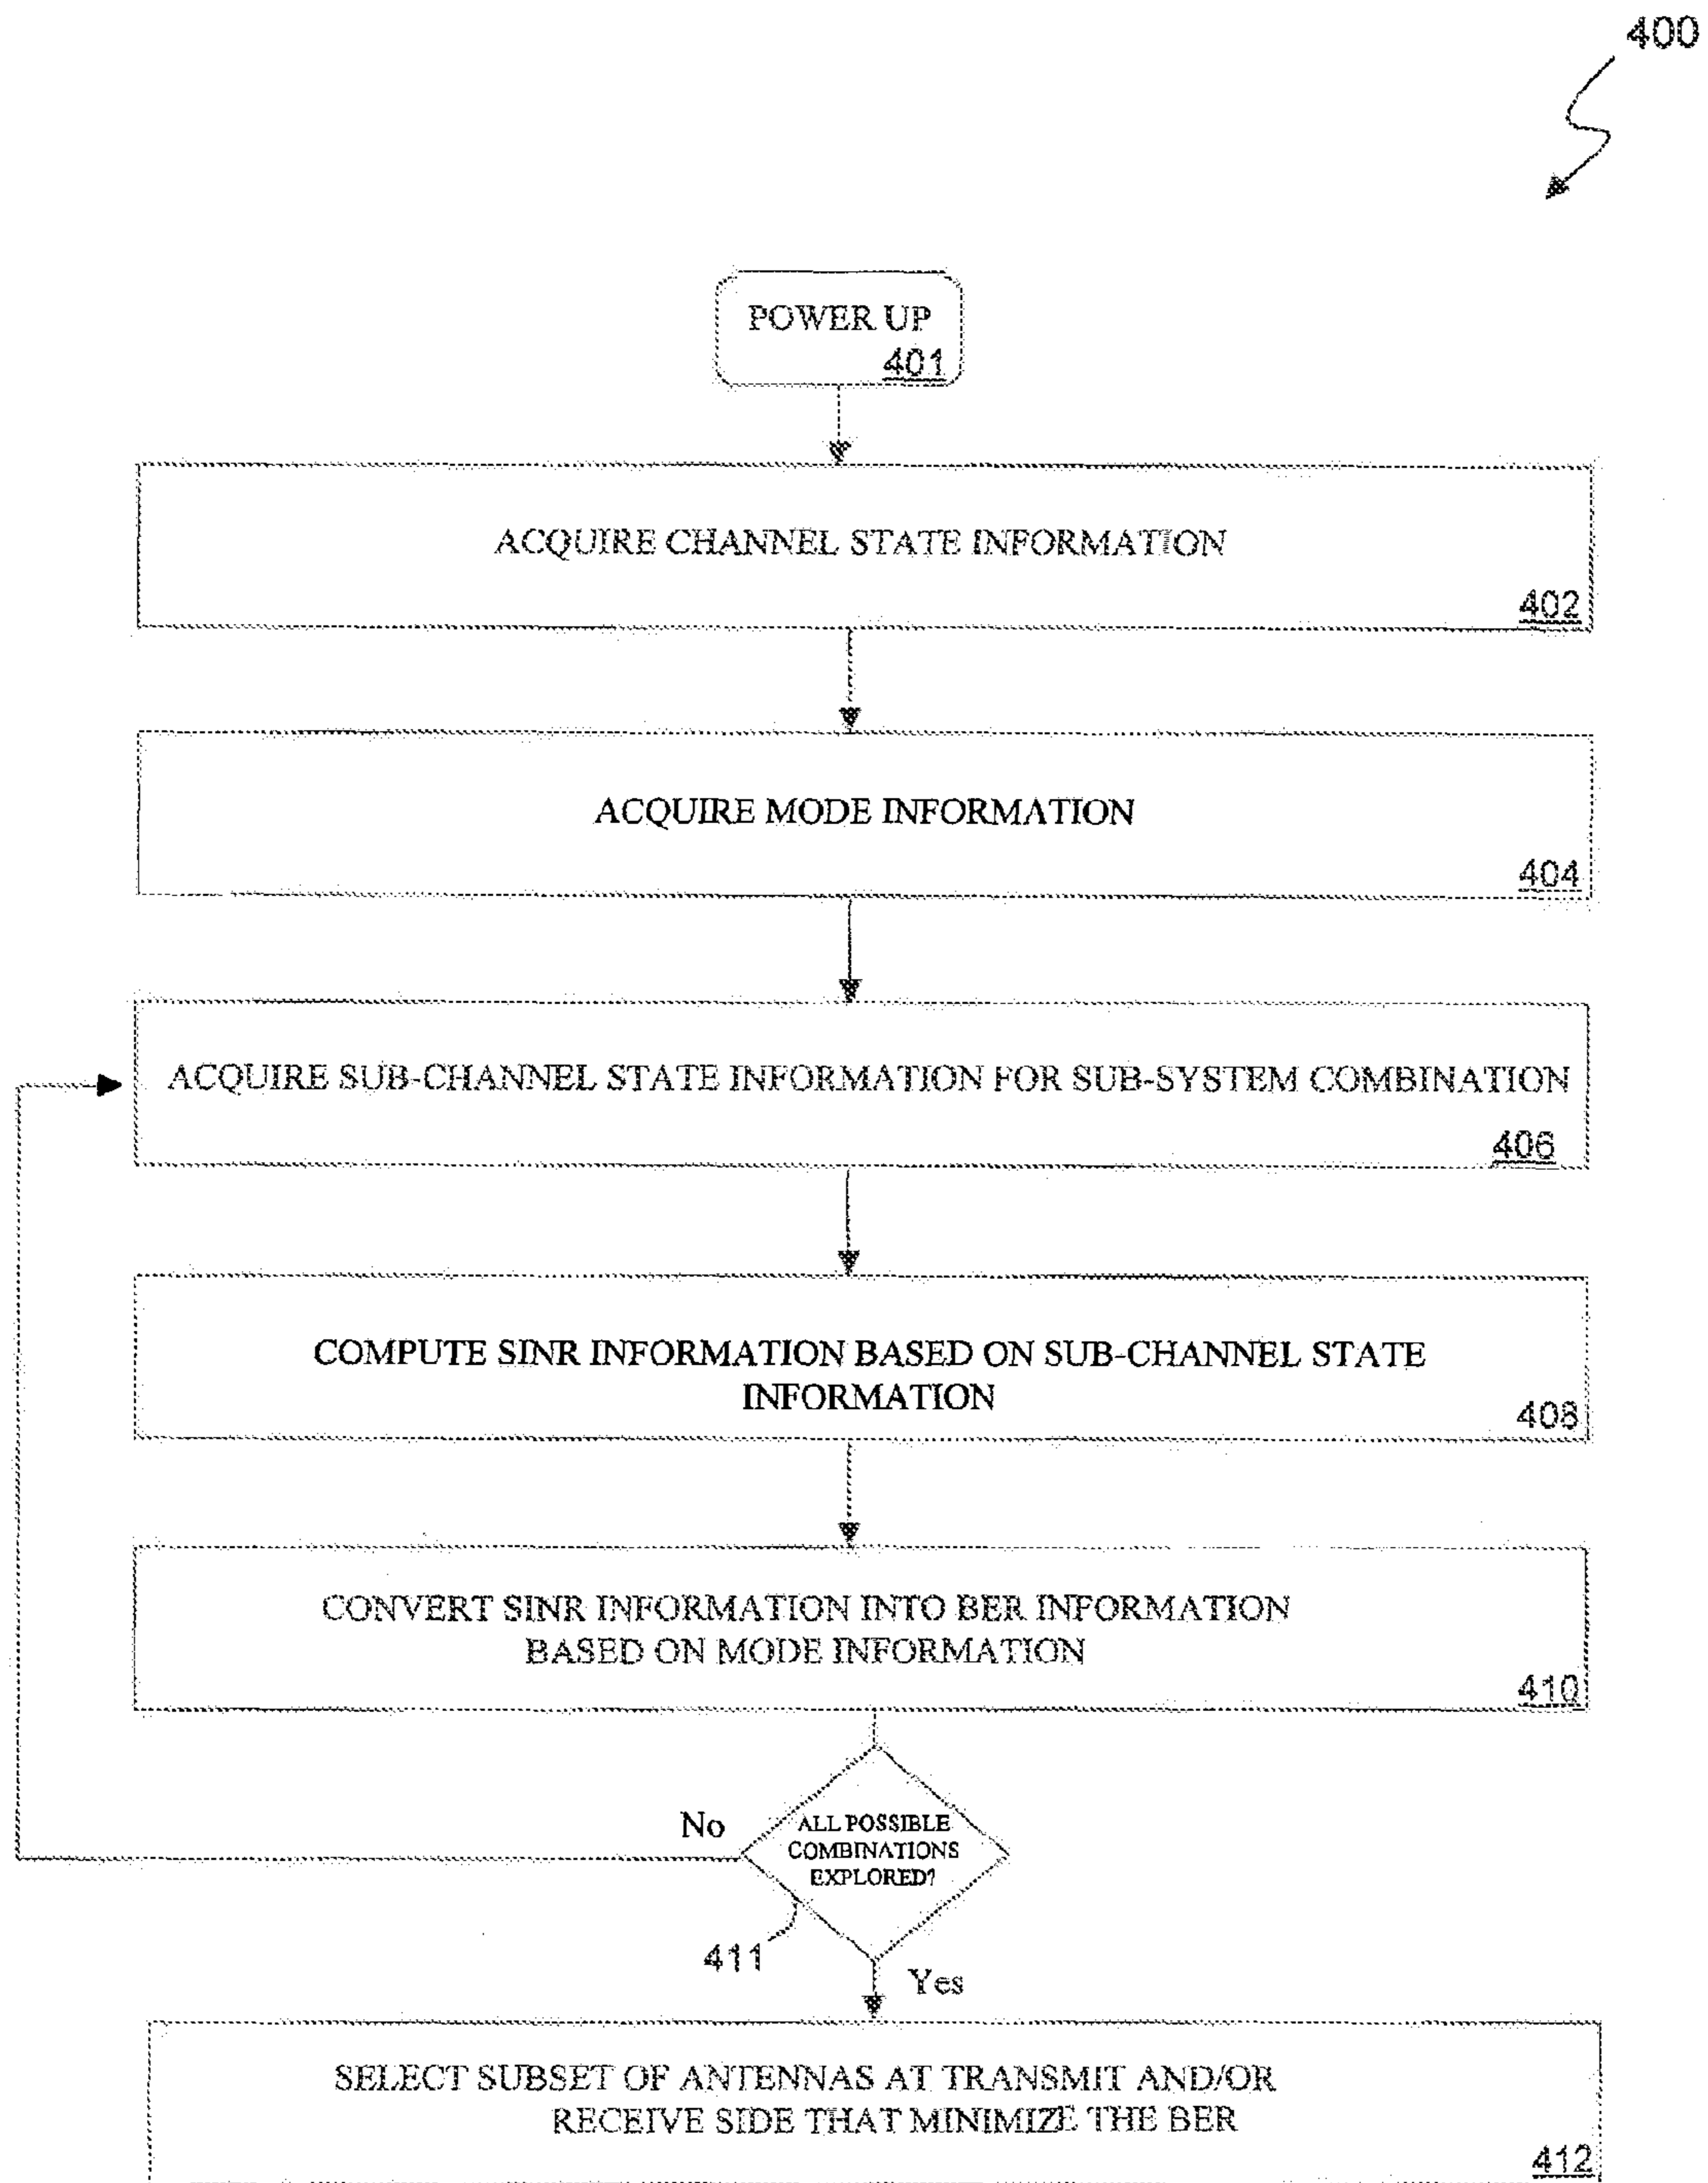 400
POWER UP
401
ACQUIRE CHANNEL STATE INFORMATION
402
ACQUIRE MODE INFORMATION
404
ACQUIRE SUB-CHANNEL STATE INFORMATION FOR SUB-SYSTEM COMBINATION
406
COMPUTE SINR INFORMATION BASED ON SUB-CHANNEL STATE
INFORMATION
408
CONVERT SINR INFORMATION INTO BER INFORMATION
BASED ON MODE INFORMATION
410
No
ALL POSSIBLE
COMBINATIONS
EXPLORED?
411
Yes
SELECT SUBSET OF ANTENNAS AT TRANSMIT AND/OR
RECEIVE SIDE THAT MINIMIZE THE BER
412